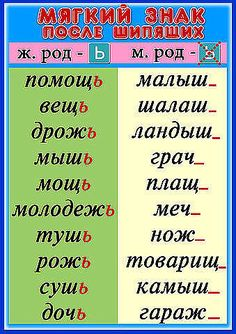 МЯГКИЙ ЗНАК
ПОСЛЕ ШИПЯЩИХ
ж. род - Ь м. род - Ь
помощь малыш_
вещь шалаш_
дрожь ландыш_
мышь грач_
мощь плащ_
молодежь меч_
тушь нож_
рожь товарищ_
сушь камыш_
дочь гараж_